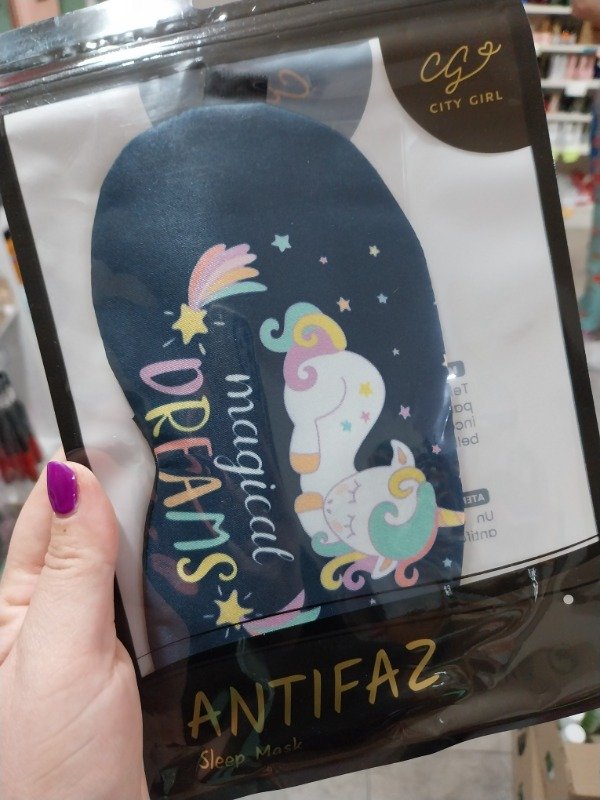 CG
CITY GIRL
magical
DREAMS
ANTIFAZ
Sleep Mask